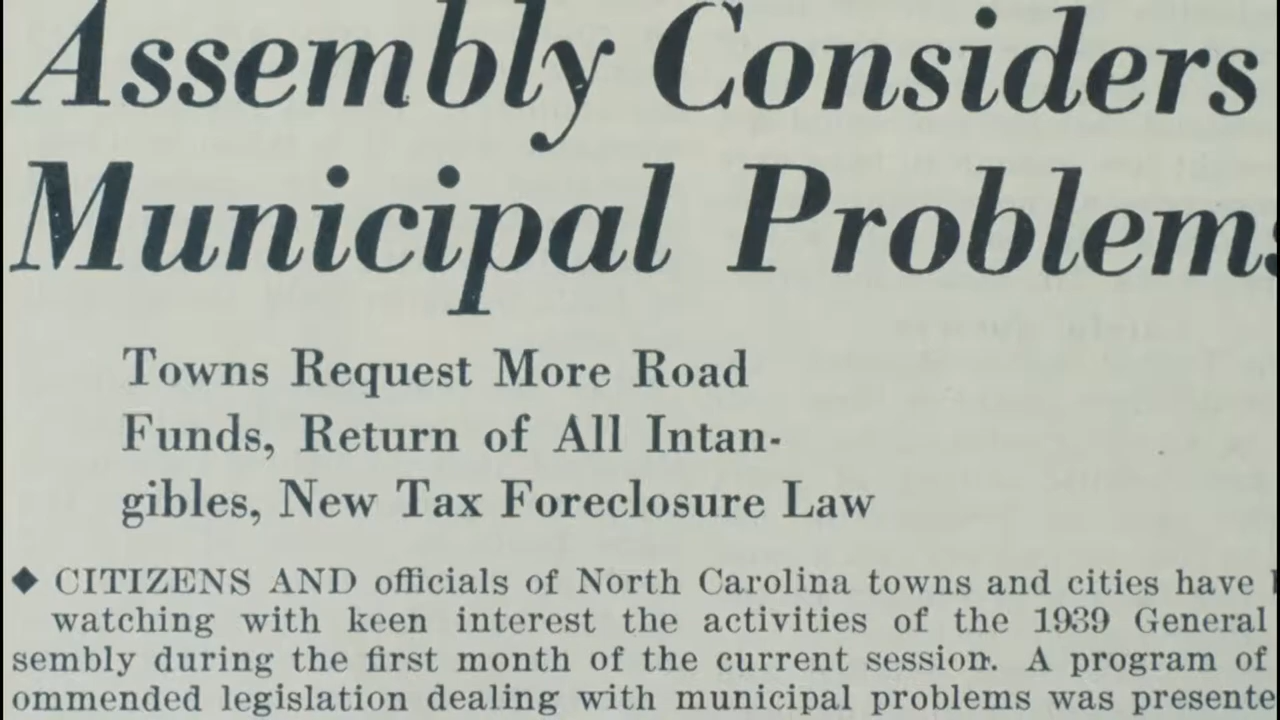 Assembly Considers
Municipal Problems
Towns Request More Road
Funds, Return of All Intan-
gibles, New Tax Foreclosure Law
◆ CITIZENS AND officials of North Carolina towns and cities have
watching with keen interest the activities of the 1939 General
sembly during the first month of the current session. A program of
ommended legislation dealing with municipal problems was presente